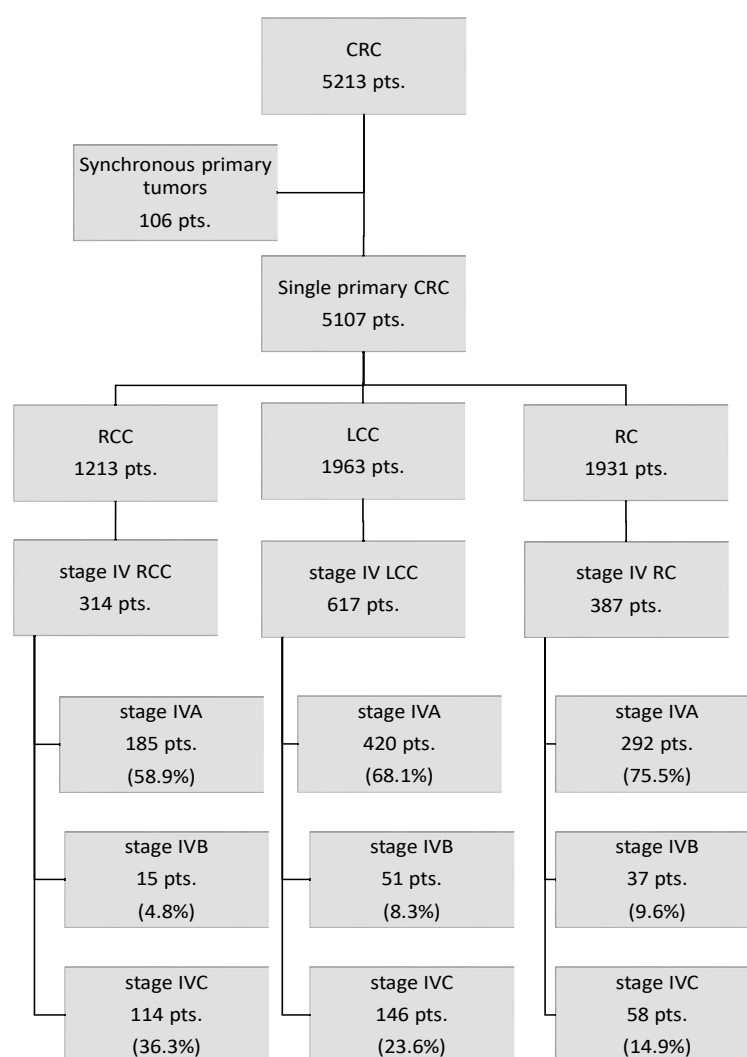 CRC
5213 pts.
Synchronous primary
tumors
106 pts.
Single primary CRC
5107 pts.
RCC
1213 pts.
LCC
1963 pts.
RC
1931 pts.
stage IV RCC
314 pts.
stage IV LCC
617 pts.
stage IV RC
387 pts.
stage IVA
185 pts.
(58.9%)
stage IVA
420 pts.
(68.1%)
stage IVA
292 pts.
(75.5%)
stage IVB
15 pts.
(4.8%)
stage IVB
51 pts.
(8.3%)
stage IVB
37 pts.
(9.6%)
stage IVC
114 pts.
(36.3%)
stage IVC
146 pts.
(23.6%)
stage IVC
58 pts.
(14.9%)